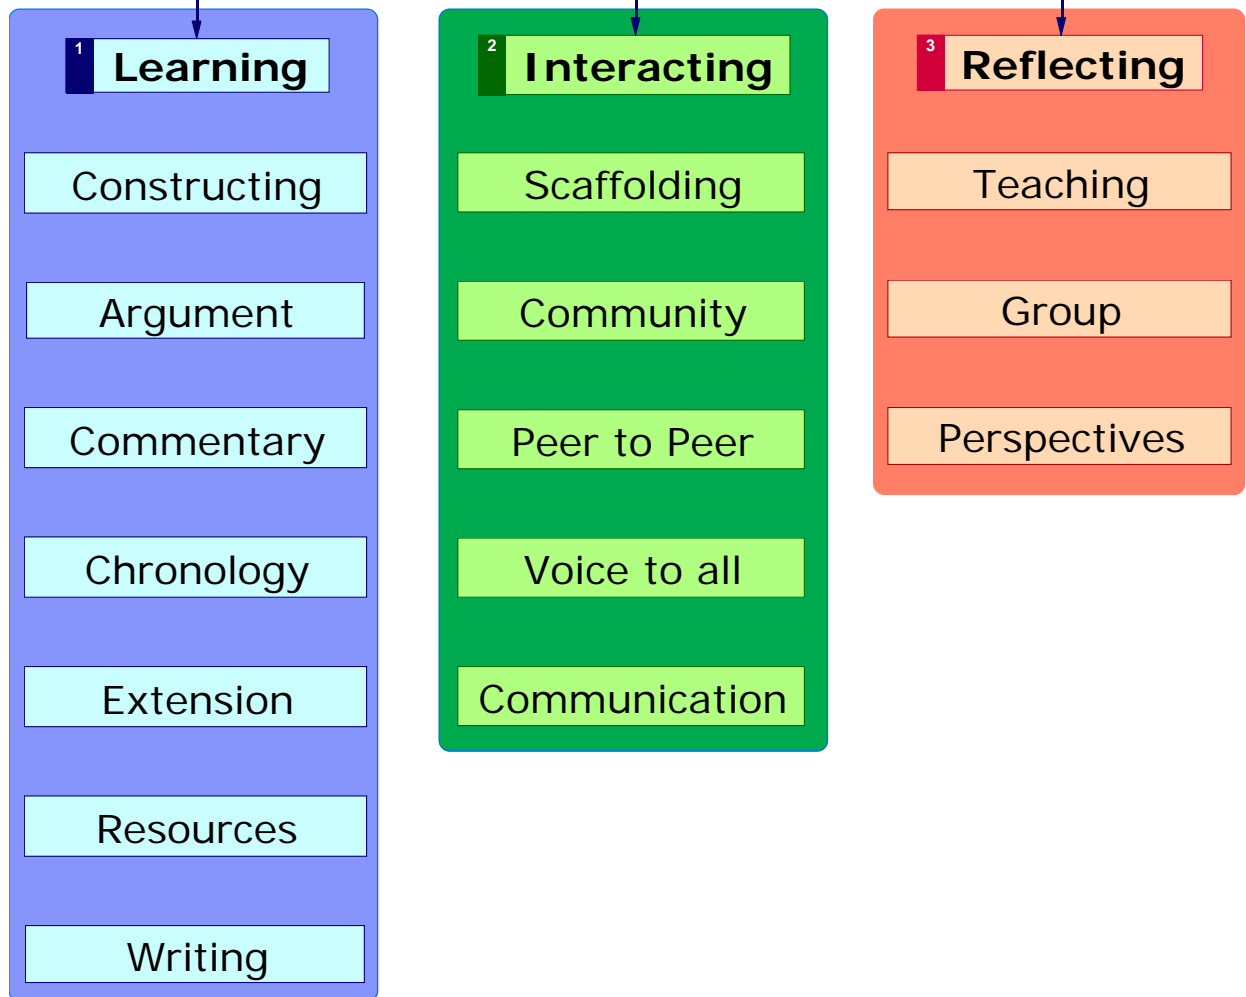 1
Learning
Constructing
Argument
Commentary
Chronology
Extension
Resources
Writing
2
Interacting
Scaffolding
Community
Peer to Peer
Voice to all
Communication
3
Reflecting
Teaching
Group
Perspectives